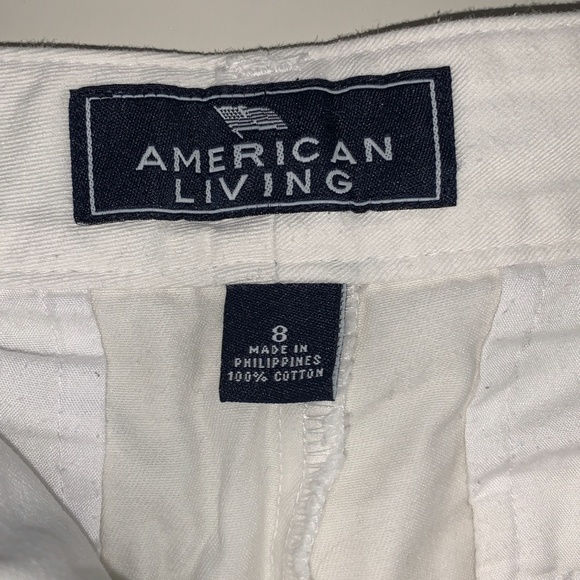 AMERICAN
LIVING
8
MADE IN
PHILIPPINES
100% COTTON